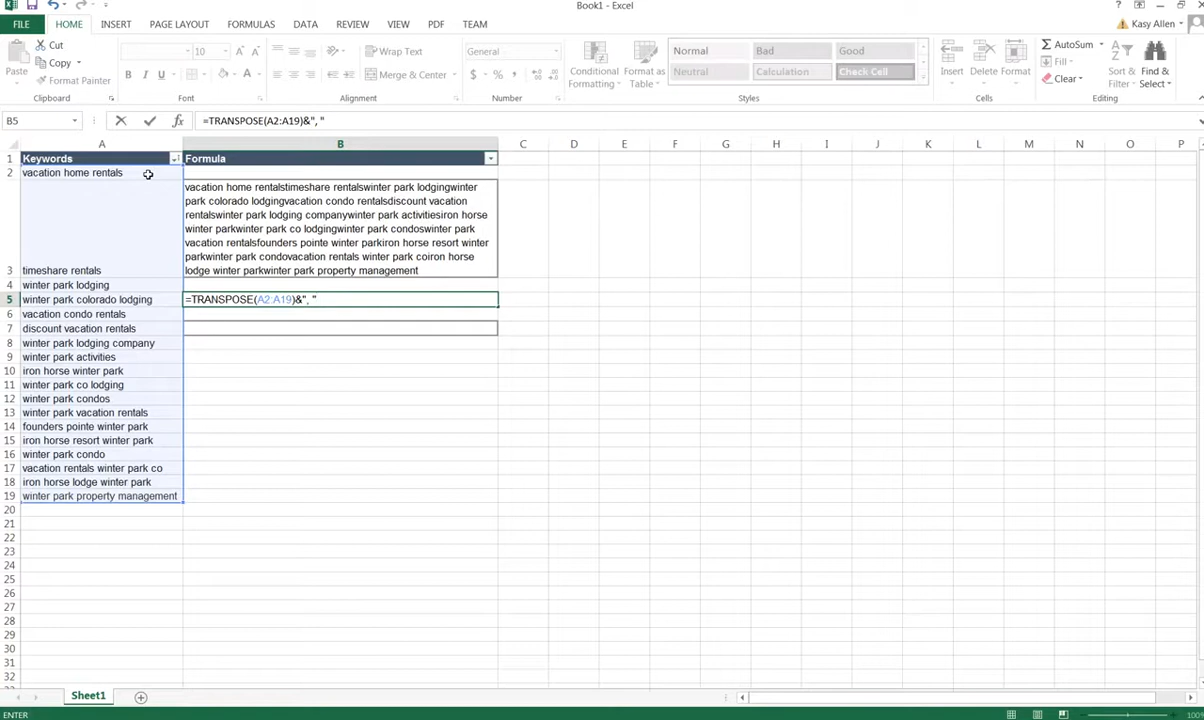 Book1 - Excel
?
FILE HOME INSERT PAGE LAYOUT FORMULAS DATA REVIEW VIEW PDF TEAM
Kasy Allen
Paste
Cut
Copy
Format Painter
Clipboard
10
A A
B I U
A
Font
Wrap Text
Merge & Center
Alignment
General
$ % ,
Number
Conditional Formatting
Format as Table
Normal Bad Good
Neutral Calculation Check Cell
Styles
Insert Delete Format
Cells
AutoSum
Fill
Clear
Sort & Filter
Find & Select
Editing
B5 fx =TRANSPOSE(A2:A19)&", "
A B C D E F G H I J K L M N O P
1 Keywords Formula
2 vacation home rentals
vacation home rentalstimeshare rentalswinter park lodgingwinter
park colorado lodgingvacation condo rentalsdiscount vacation
rentalswinter park lodging companywinter park activitiesiron horse
winter parkwinter park co lodgingwinter park condoswinter park
vacation rentalsfounders pointe winter parkiron horse resort winter
parkwinter park condovacation rentals winter park coiron horse
3 timeshare rentals lodge winter parkwinter park property management
4 winter park lodging
5 winter park colorado lodging =TRANSPOSE(A2:A19)&", "
6 vacation condo rentals
7 discount vacation rentals
8 winter park lodging company
9 winter park activities
10 iron horse winter park
11 winter park co lodging
12 winter park condos
13 winter park vacation rentals
14 founders pointe winter park
15 iron horse resort winter park
16 winter park condo
17 vacation rentals winter park co
18 iron horse lodge winter park
19 winter park property management
20
21
22
23
24
25
26
27
28
29
30
31
32
Sheet1
ENTER